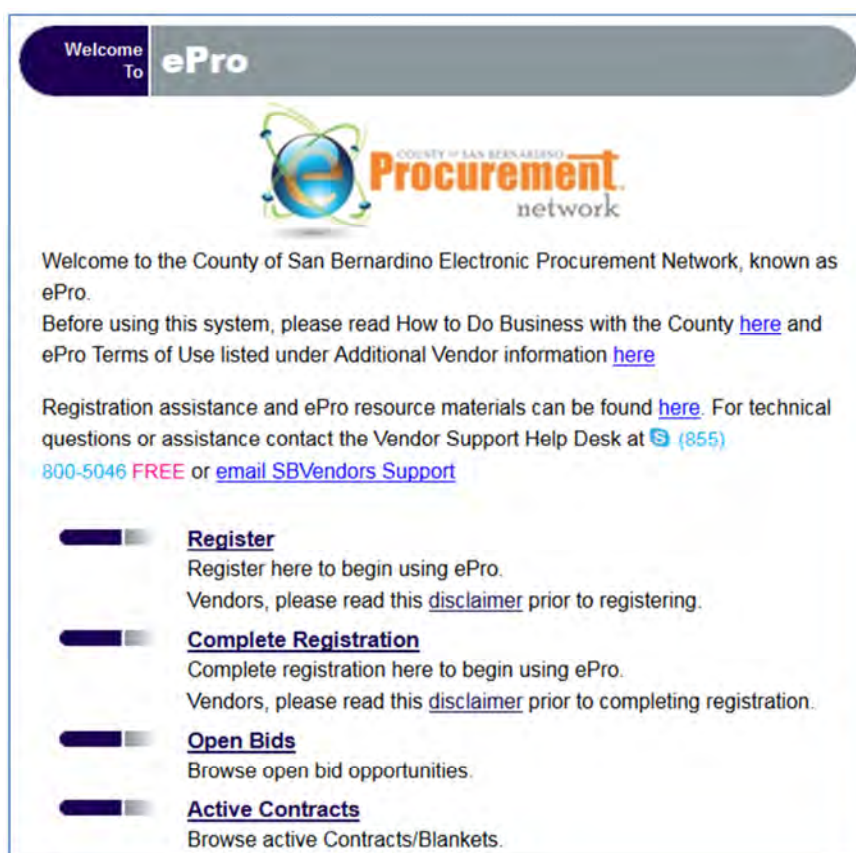 Welcome
To
ePro
e
COUNTY OF SAN BERNARDINO
Procurement
network
Welcome to the County of San Bernardino Electronic Procurement Network, known as
ePro.
Before using this system, please read How to Do Business with the County here and
ePro Terms of Use listed under Additional Vendor information here
Registration assistance and ePro resource materials can be found here. For technical
questions or assistance contact the Vendor Support Help Desk at (855)
800-5046 FREE or email SBVendors Support
Register
Register here to begin using ePro.
Vendors, please read this disclaimer prior to registering.
Complete Registration
Complete registration here to begin using ePro.
Vendors, please read this disclaimer prior to completing registration.
Open Bids
Browse open bid opportunities.
Active Contracts
Browse active Contracts/Blankets.